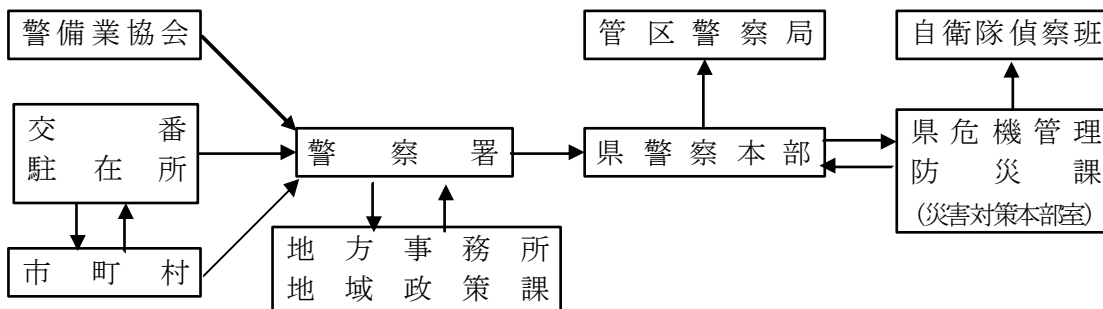 警備業協会
管区警察局
自衛隊偵察班
交番
駐在所
警察署
県警察本部
県危機管理
防災課
(災害対策本部室)
市町村
地方事務所
地域政策課